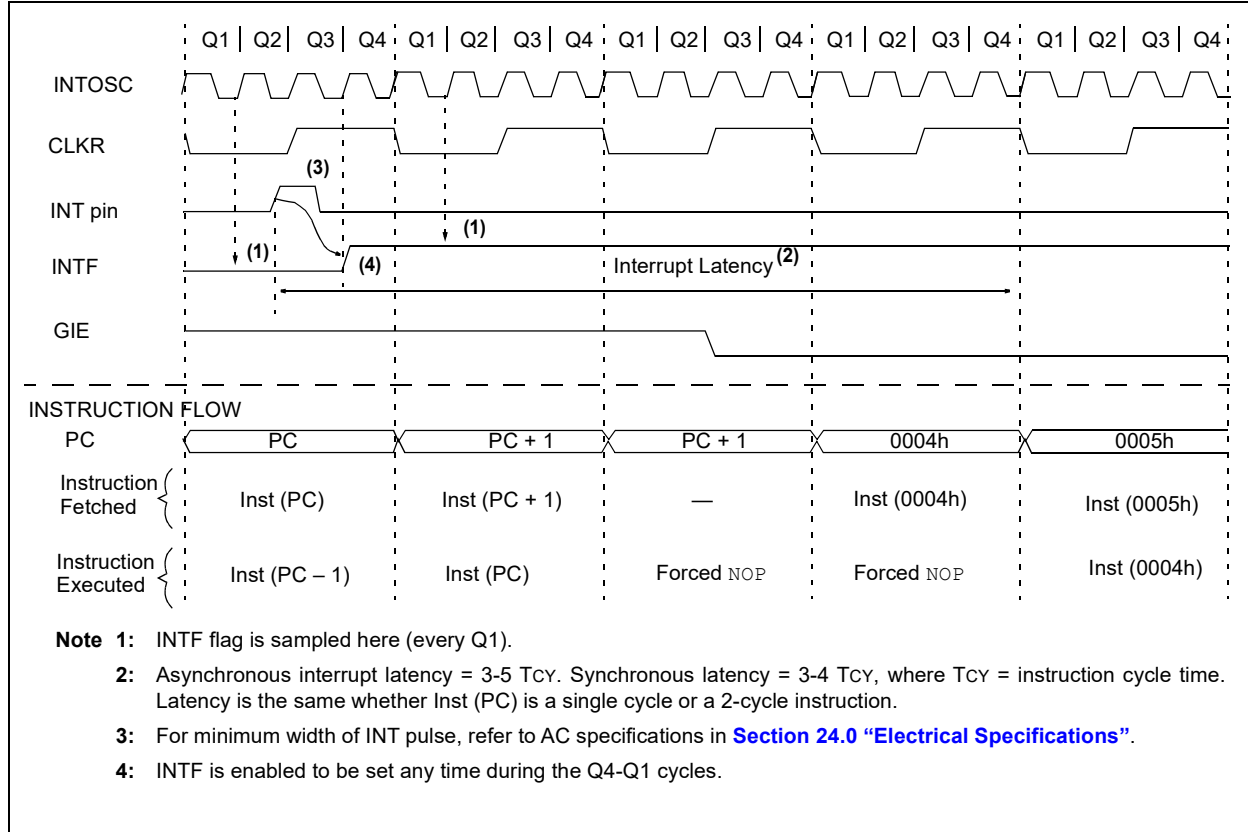 Q1 Q2 Q3 Q4 Q1 Q2 Q3 Q4 Q1 Q2 Q3 Q4 Q1 Q2 Q3 Q4 Q1 Q2 Q3 Q4
INTOSC
CLKR
(3)
INT pin
(1)
(1)
INTF
(4)
Interrupt Latency (2)
GIE
INSTRUCTION FLOW
PC PC PC + 1 PC + 1 0004h 0005h
Instruction
Fetched
Inst (PC) Inst (PC + 1) — Inst (0004h) Inst (0005h)
Instruction
Executed
Inst (PC – 1) Inst (PC) Forced NOP Forced NOP Inst (0004h)
Note 1: INTF flag is sampled here (every Q1).
2: Asynchronous interrupt latency = 3-5 TCY. Synchronous latency = 3-4 TCY, where TCY = instruction cycle time.
Latency is the same whether Inst (PC) is a single cycle or a 2-cycle instruction.
3: For minimum width of INT pulse, refer to AC specifications in Section 24.0 “Electrical Specifications”.
4: INTF is enabled to be set any time during the Q4-Q1 cycles.